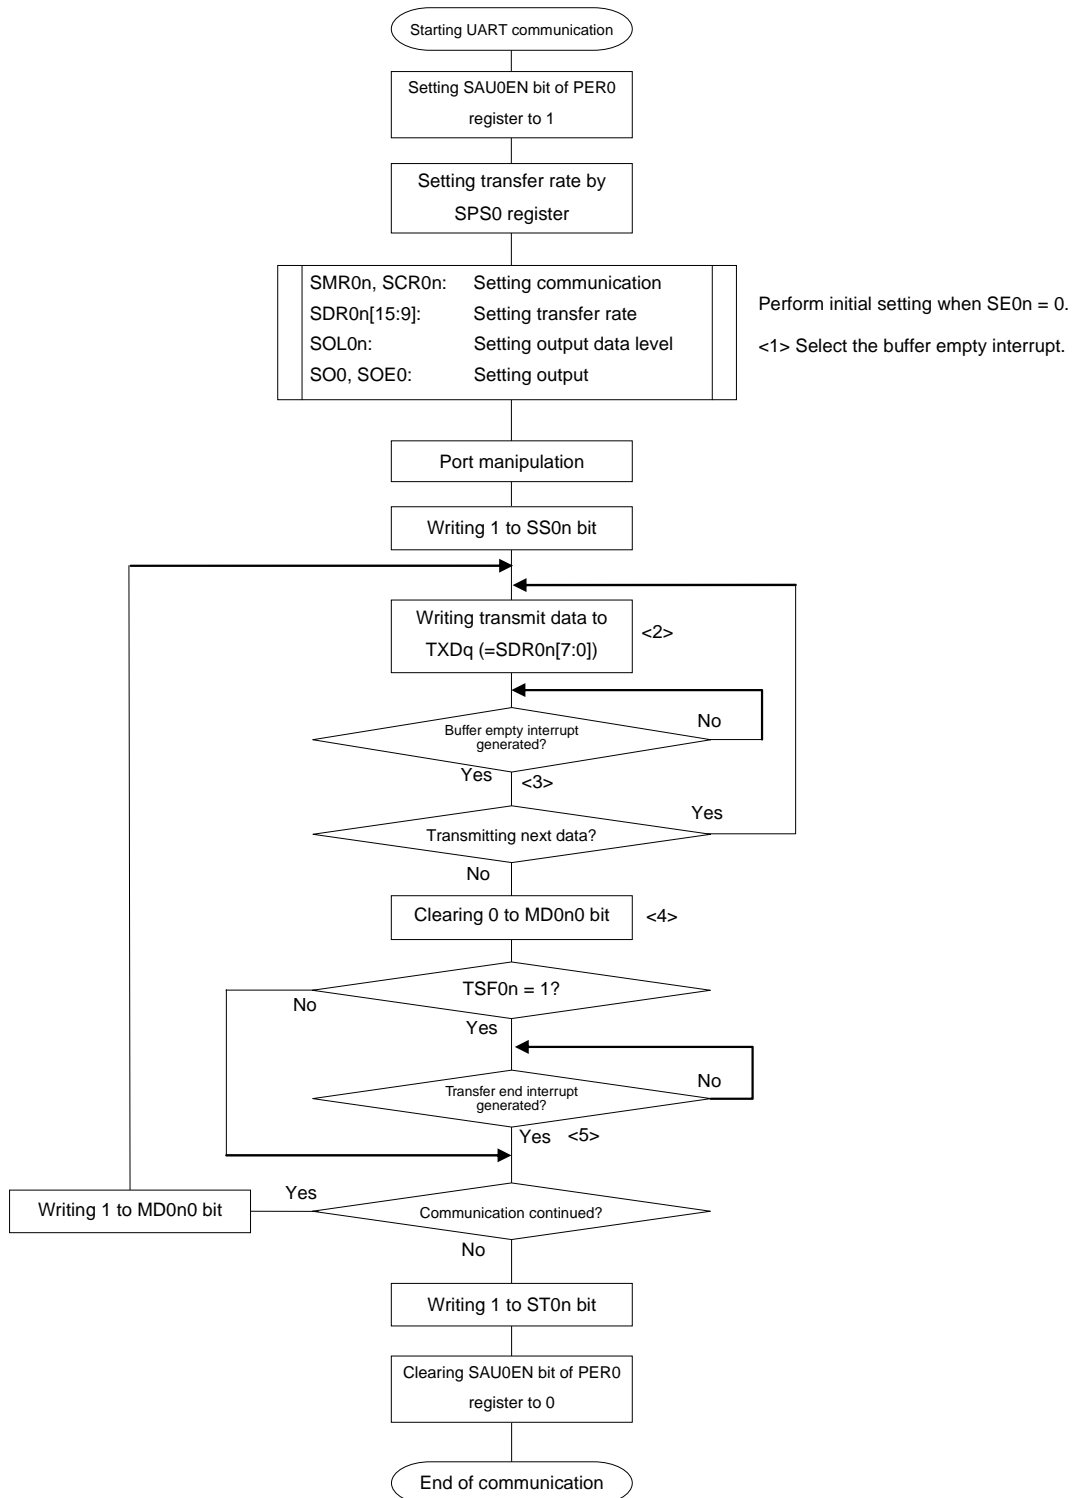 Starting UART communication
Setting SAU0EN bit of PER0
register to 1
Setting transfer rate by
SPS0 register
SMR0n, SCR0n: Setting communication
SDR0n[15:9]: Setting transfer rate
SOL0n: Setting output data level
SO0, SOE0: Setting output
Perform initial setting when SE0n = 0.
<1> Select the buffer empty interrupt.
Port manipulation
Writing 1 to SS0n bit
Writing transmit data to
TXDq (=SDR0n[7:0])
<2>
Buffer empty interrupt
generated?
No
Yes
<3>
Transmitting next data?
Yes
No
Clearing 0 to MD0n0 bit
<4>
TSF0n = 1?
No
Yes
Transfer end interrupt
generated?
No
Yes
<5>
Communication continued?
Yes
Writing 1 to MD0n0 bit
No
Writing 1 to ST0n bit
Clearing SAU0EN bit of PER0
register to 0
End of communication